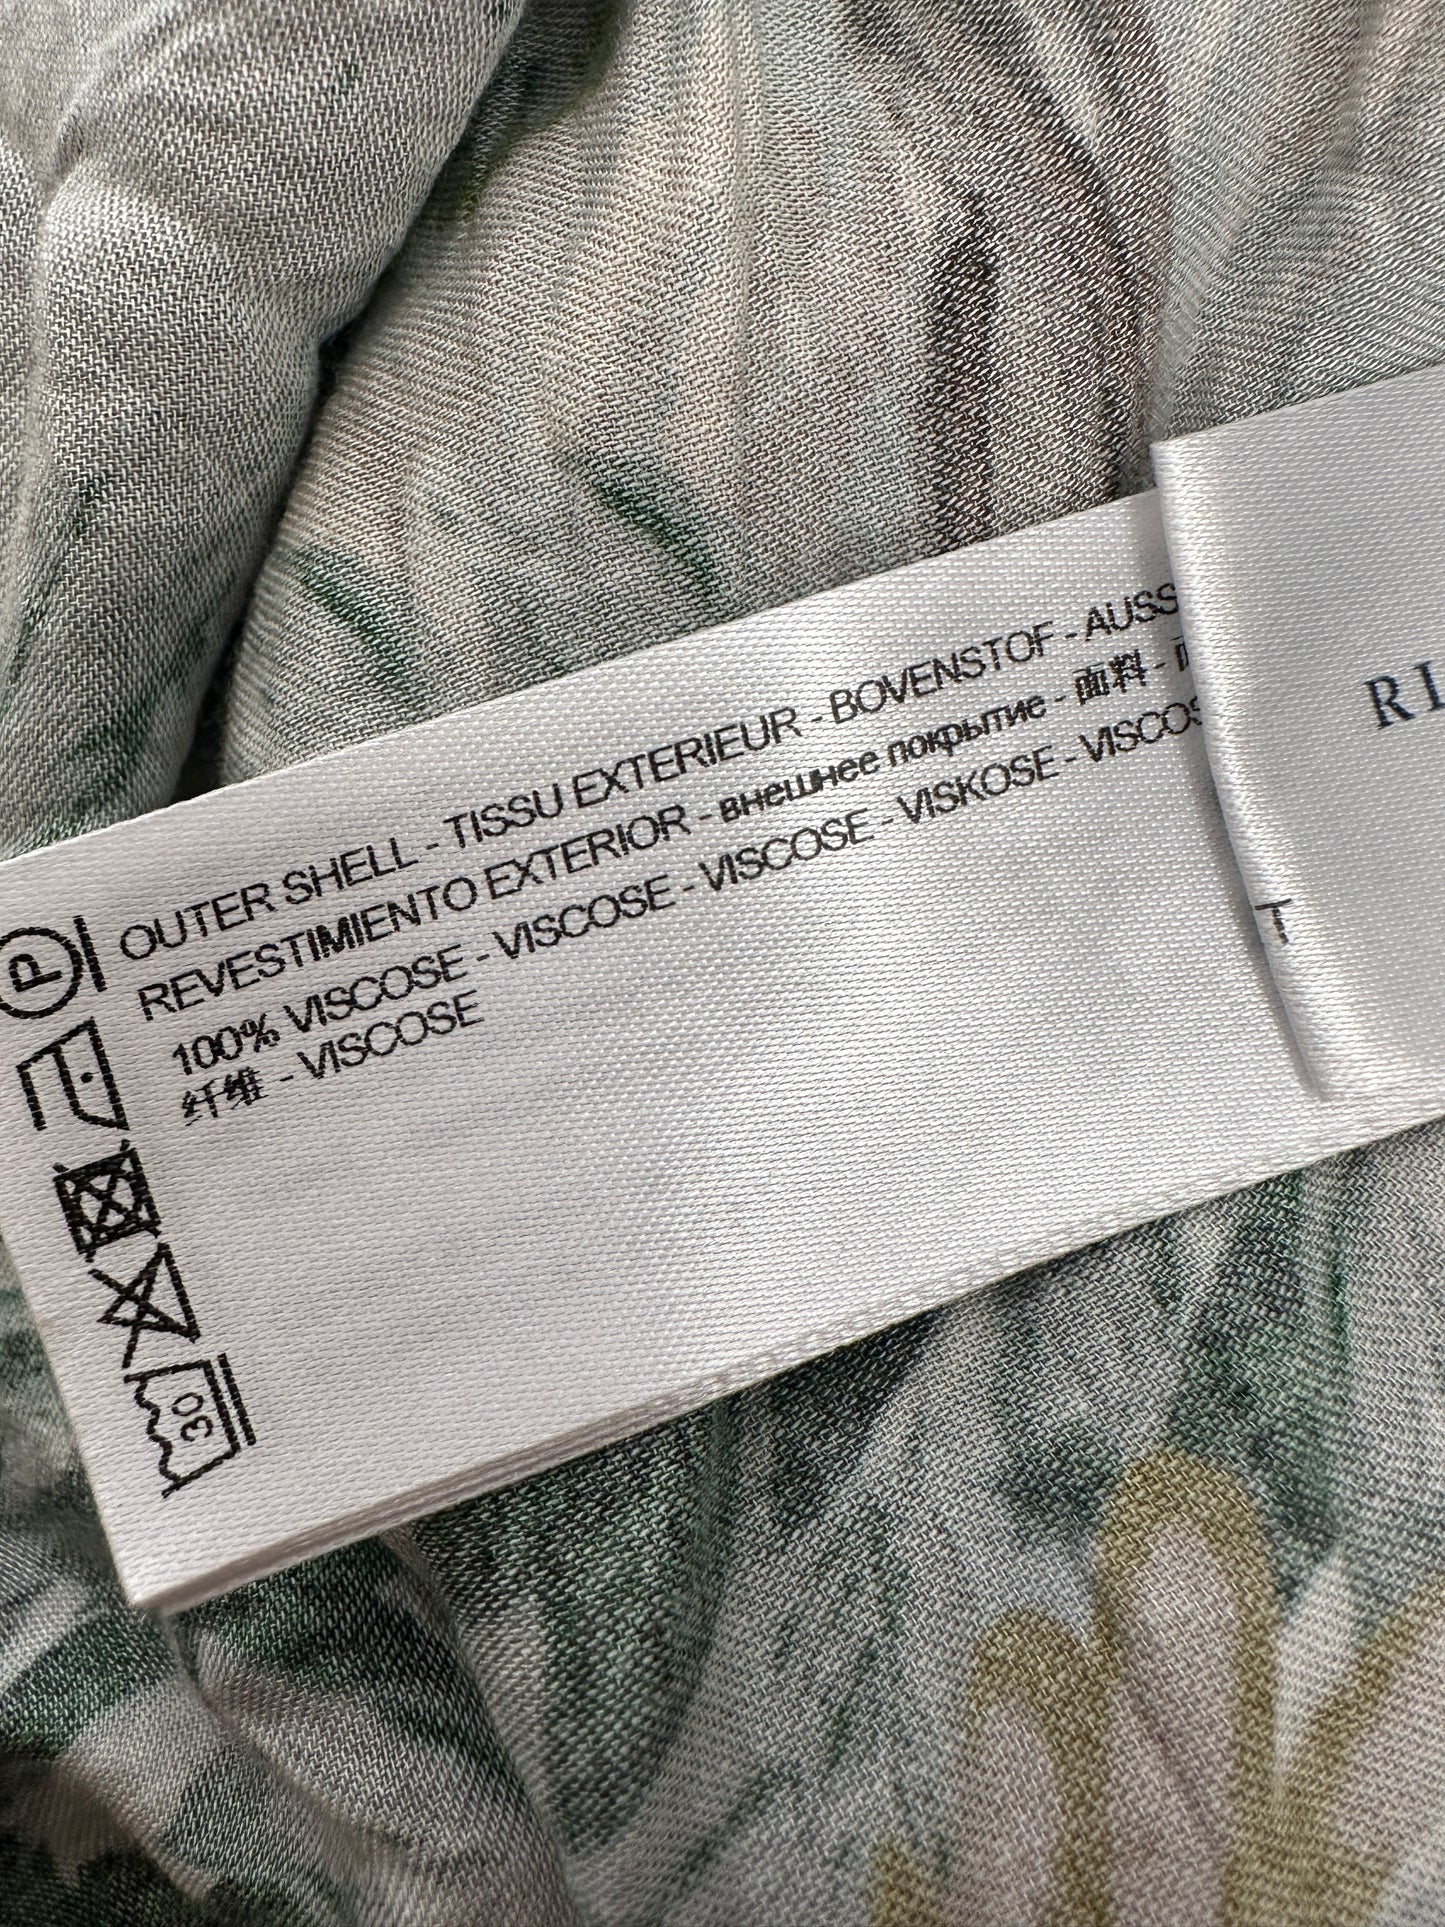 OUTER SHELL - TISSU EXTERIEUR - BOVENSTOF - AUSS
REVESTIMIENTO EXTERIOR - внешнее покрытие - 面料 -
100% VISCOSE - VISCOSE - VISCOSE - VISCOSE - VISKOSE - VISCOS
纤维 - VISCOSE
P
30
T
RI